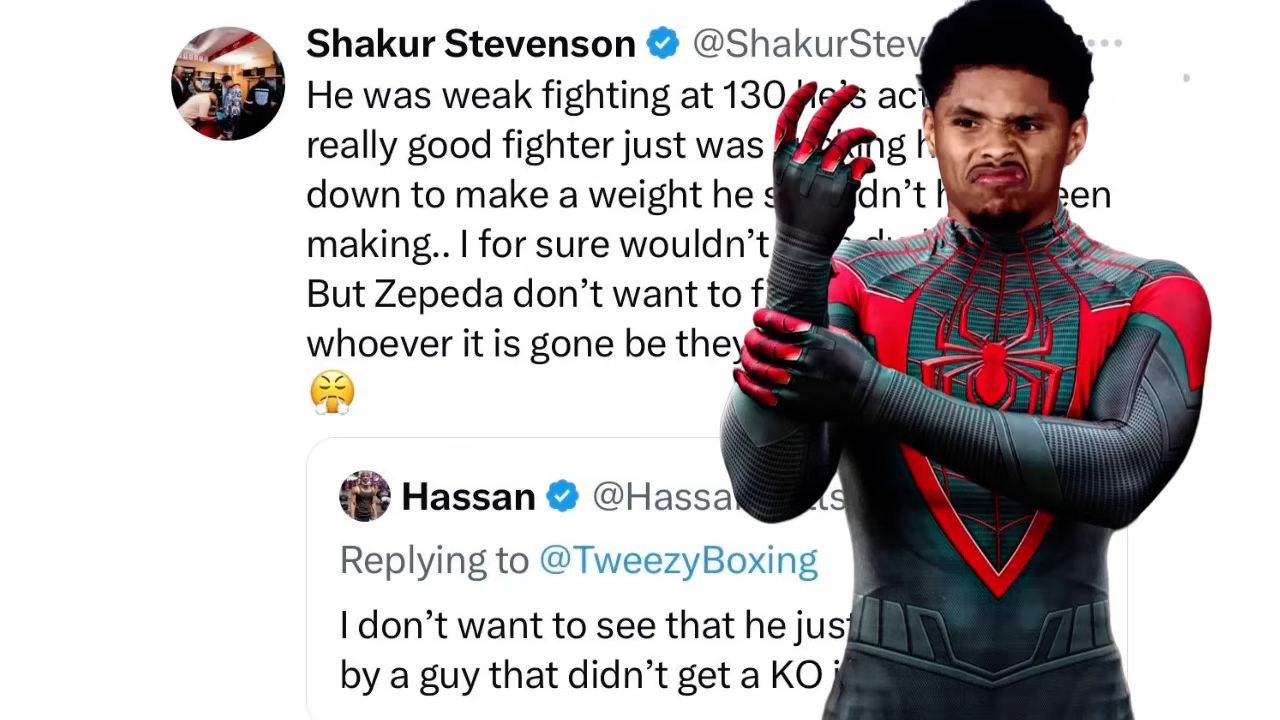 Shakur Stevenson @ShakurStev
He was weak fighting at 130 he's
really good fighter just was
down to make a weight he
making.. I for sure wouldn't
But Zepeda don't want to
whoever it is gone be they
Hassan
Replying to @TweezyBoxing
I don't want to see that he just
by a guy that didn't get a KO